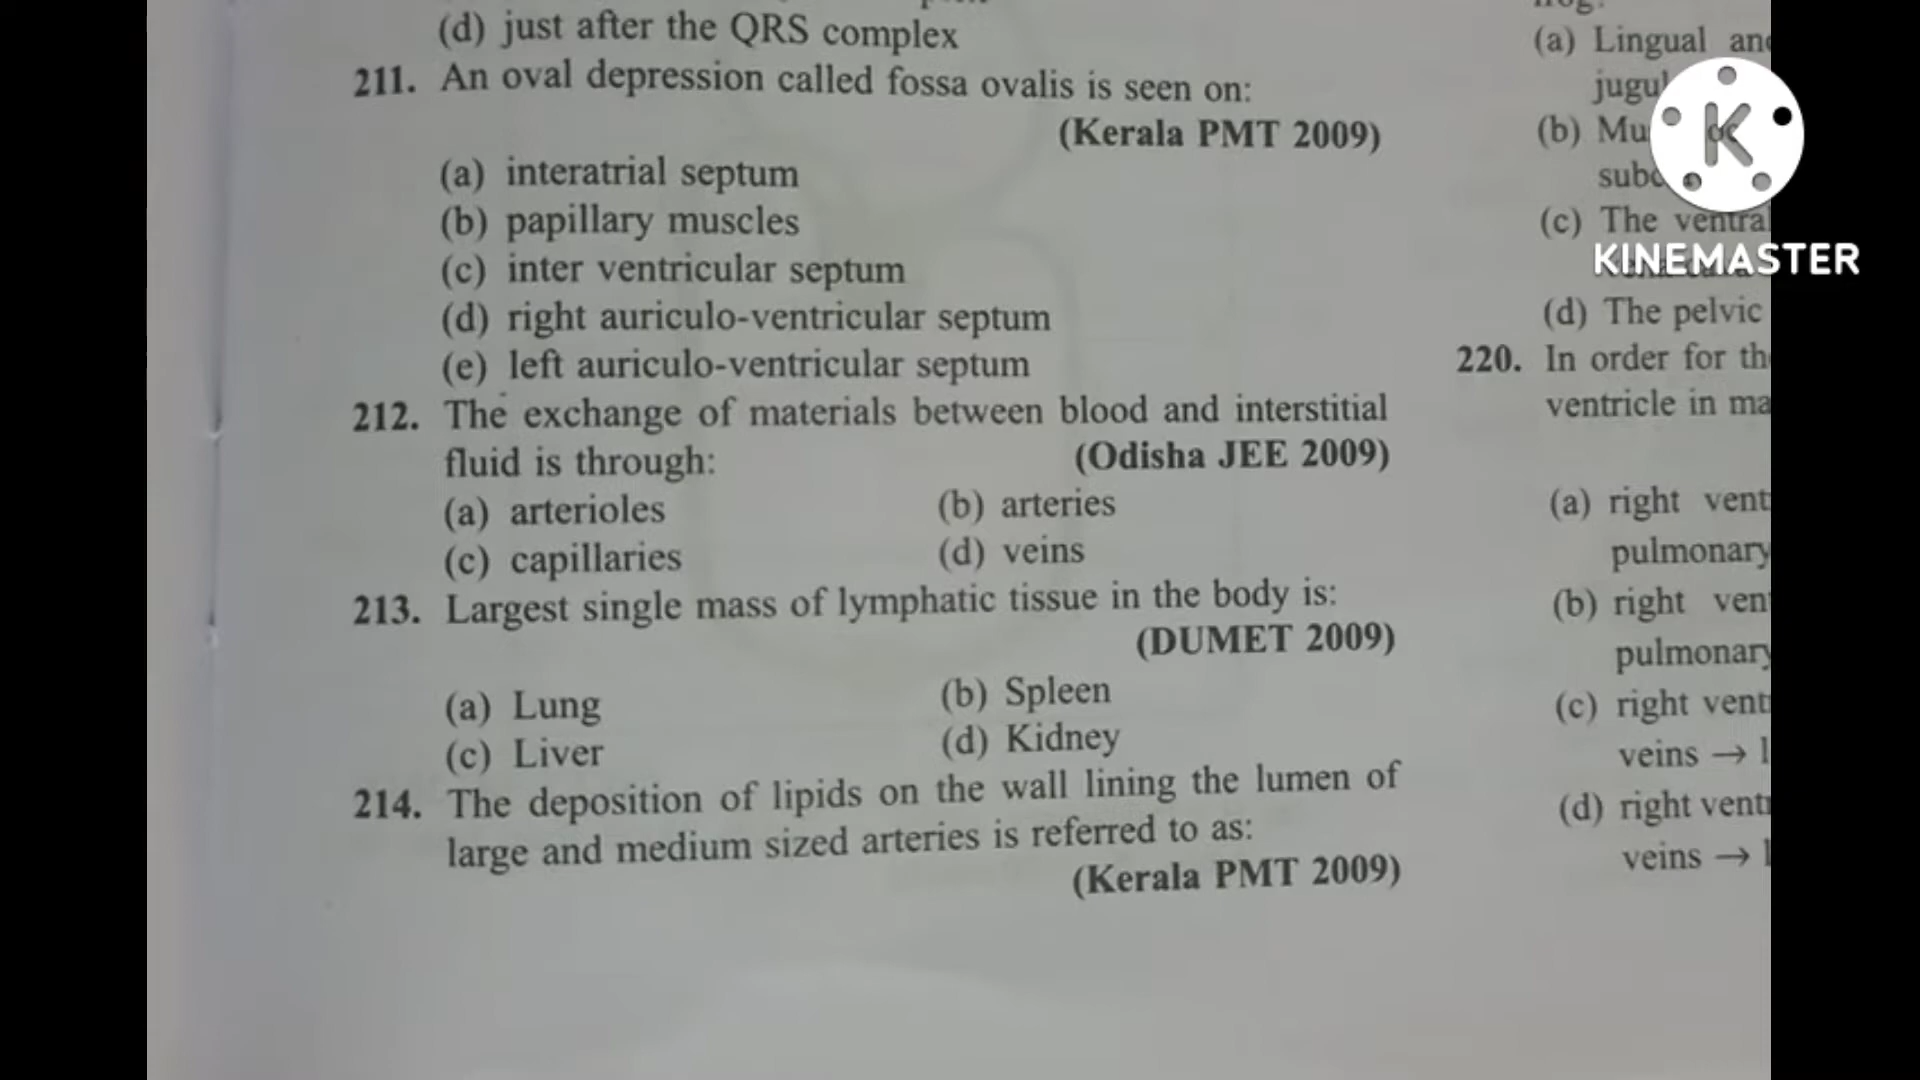 (d) just after the QRS complex
211. An oval depression called fossa ovalis is seen on:
(Kerala PMT 2009)
(a) interatrial septum
(b) papillary muscles
(c) inter ventricular septum
(d) right auriculo-ventricular septum
(e) left auriculo-ventricular septum
212. The exchange of materials between blood and interstitial
fluid is through: (Odisha JEE 2009)
(a) arterioles (b) arteries
(c) capillaries (d) veins
213. Largest single mass of lymphatic tissue in the body is:
(DUMET 2009)
(a) Lung (b) Spleen
(c) Liver (d) Kidney
214. The deposition of lipids on the wall lining the lumen of
large and medium sized arteries is referred to as:
(Kerala PMT 2009)
(a) Lingual
(b)
(c) The ventral
(d) The pelvic
220. In order for
ventricle in
(a) right
pulmonary
(b) right
pulmonary
(c) right
veins →
(d) right
veins →
K
KINEMASTER